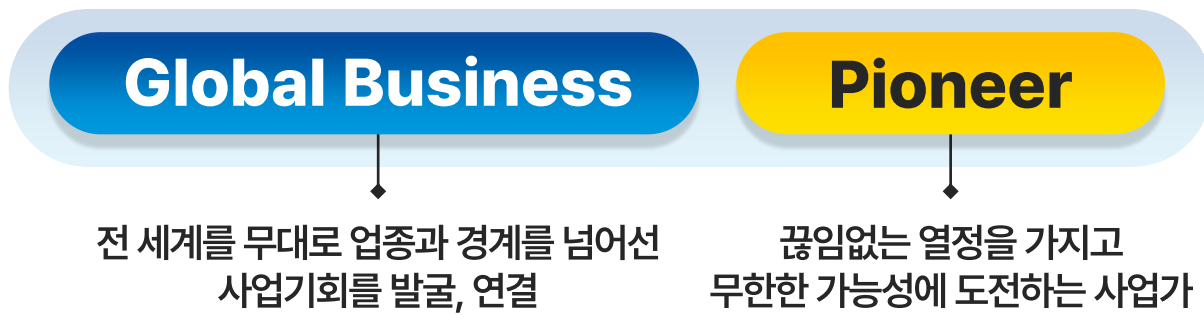 Global Business
Pioneer
전 세계를 무대로 업종과 경계를 넘어선
사업기회를 발굴, 연결
끊임없는 열정을 가지고
무한한 가능성에 도전하는 사업가